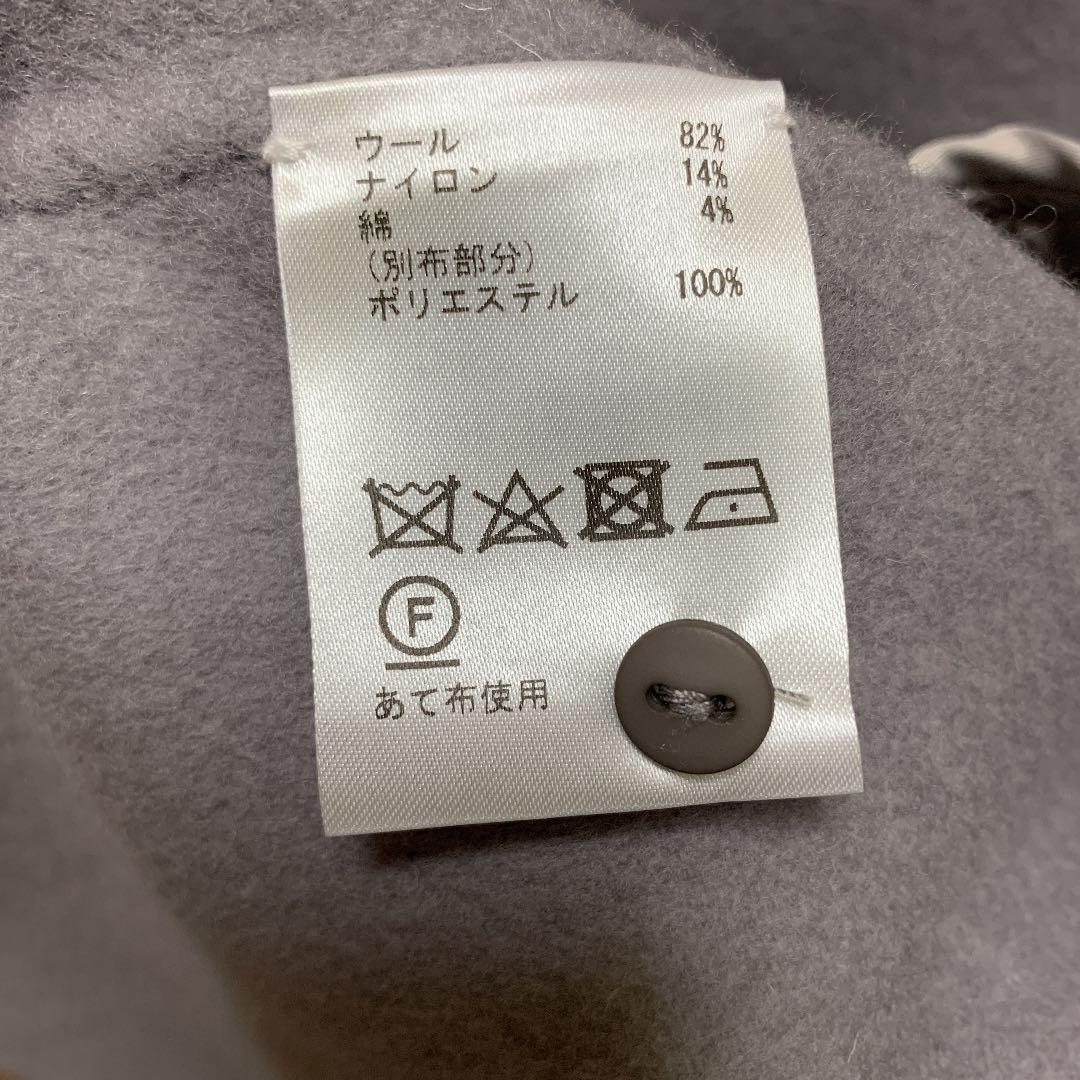 ウール 82%
ナイロン 14%
綿 4%
(別布部分)
ポリエステル 100%
F
あて布使用